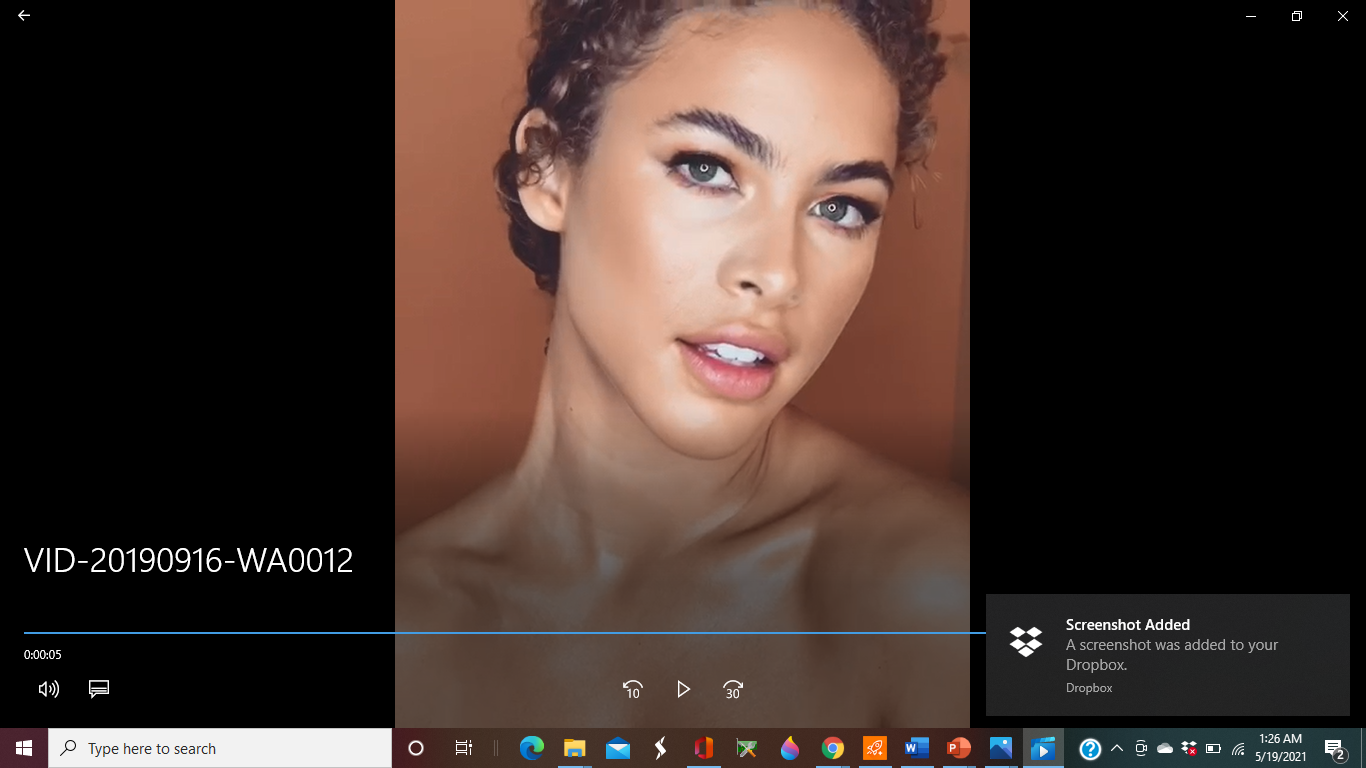 VID-20190916-WA0012
Screenshot Added
A screenshot was added to your
Dropbox.
Dropbox
0:00:05
10
30
Type here to search
W
P
?
1:26 AM
5/19/2021
2